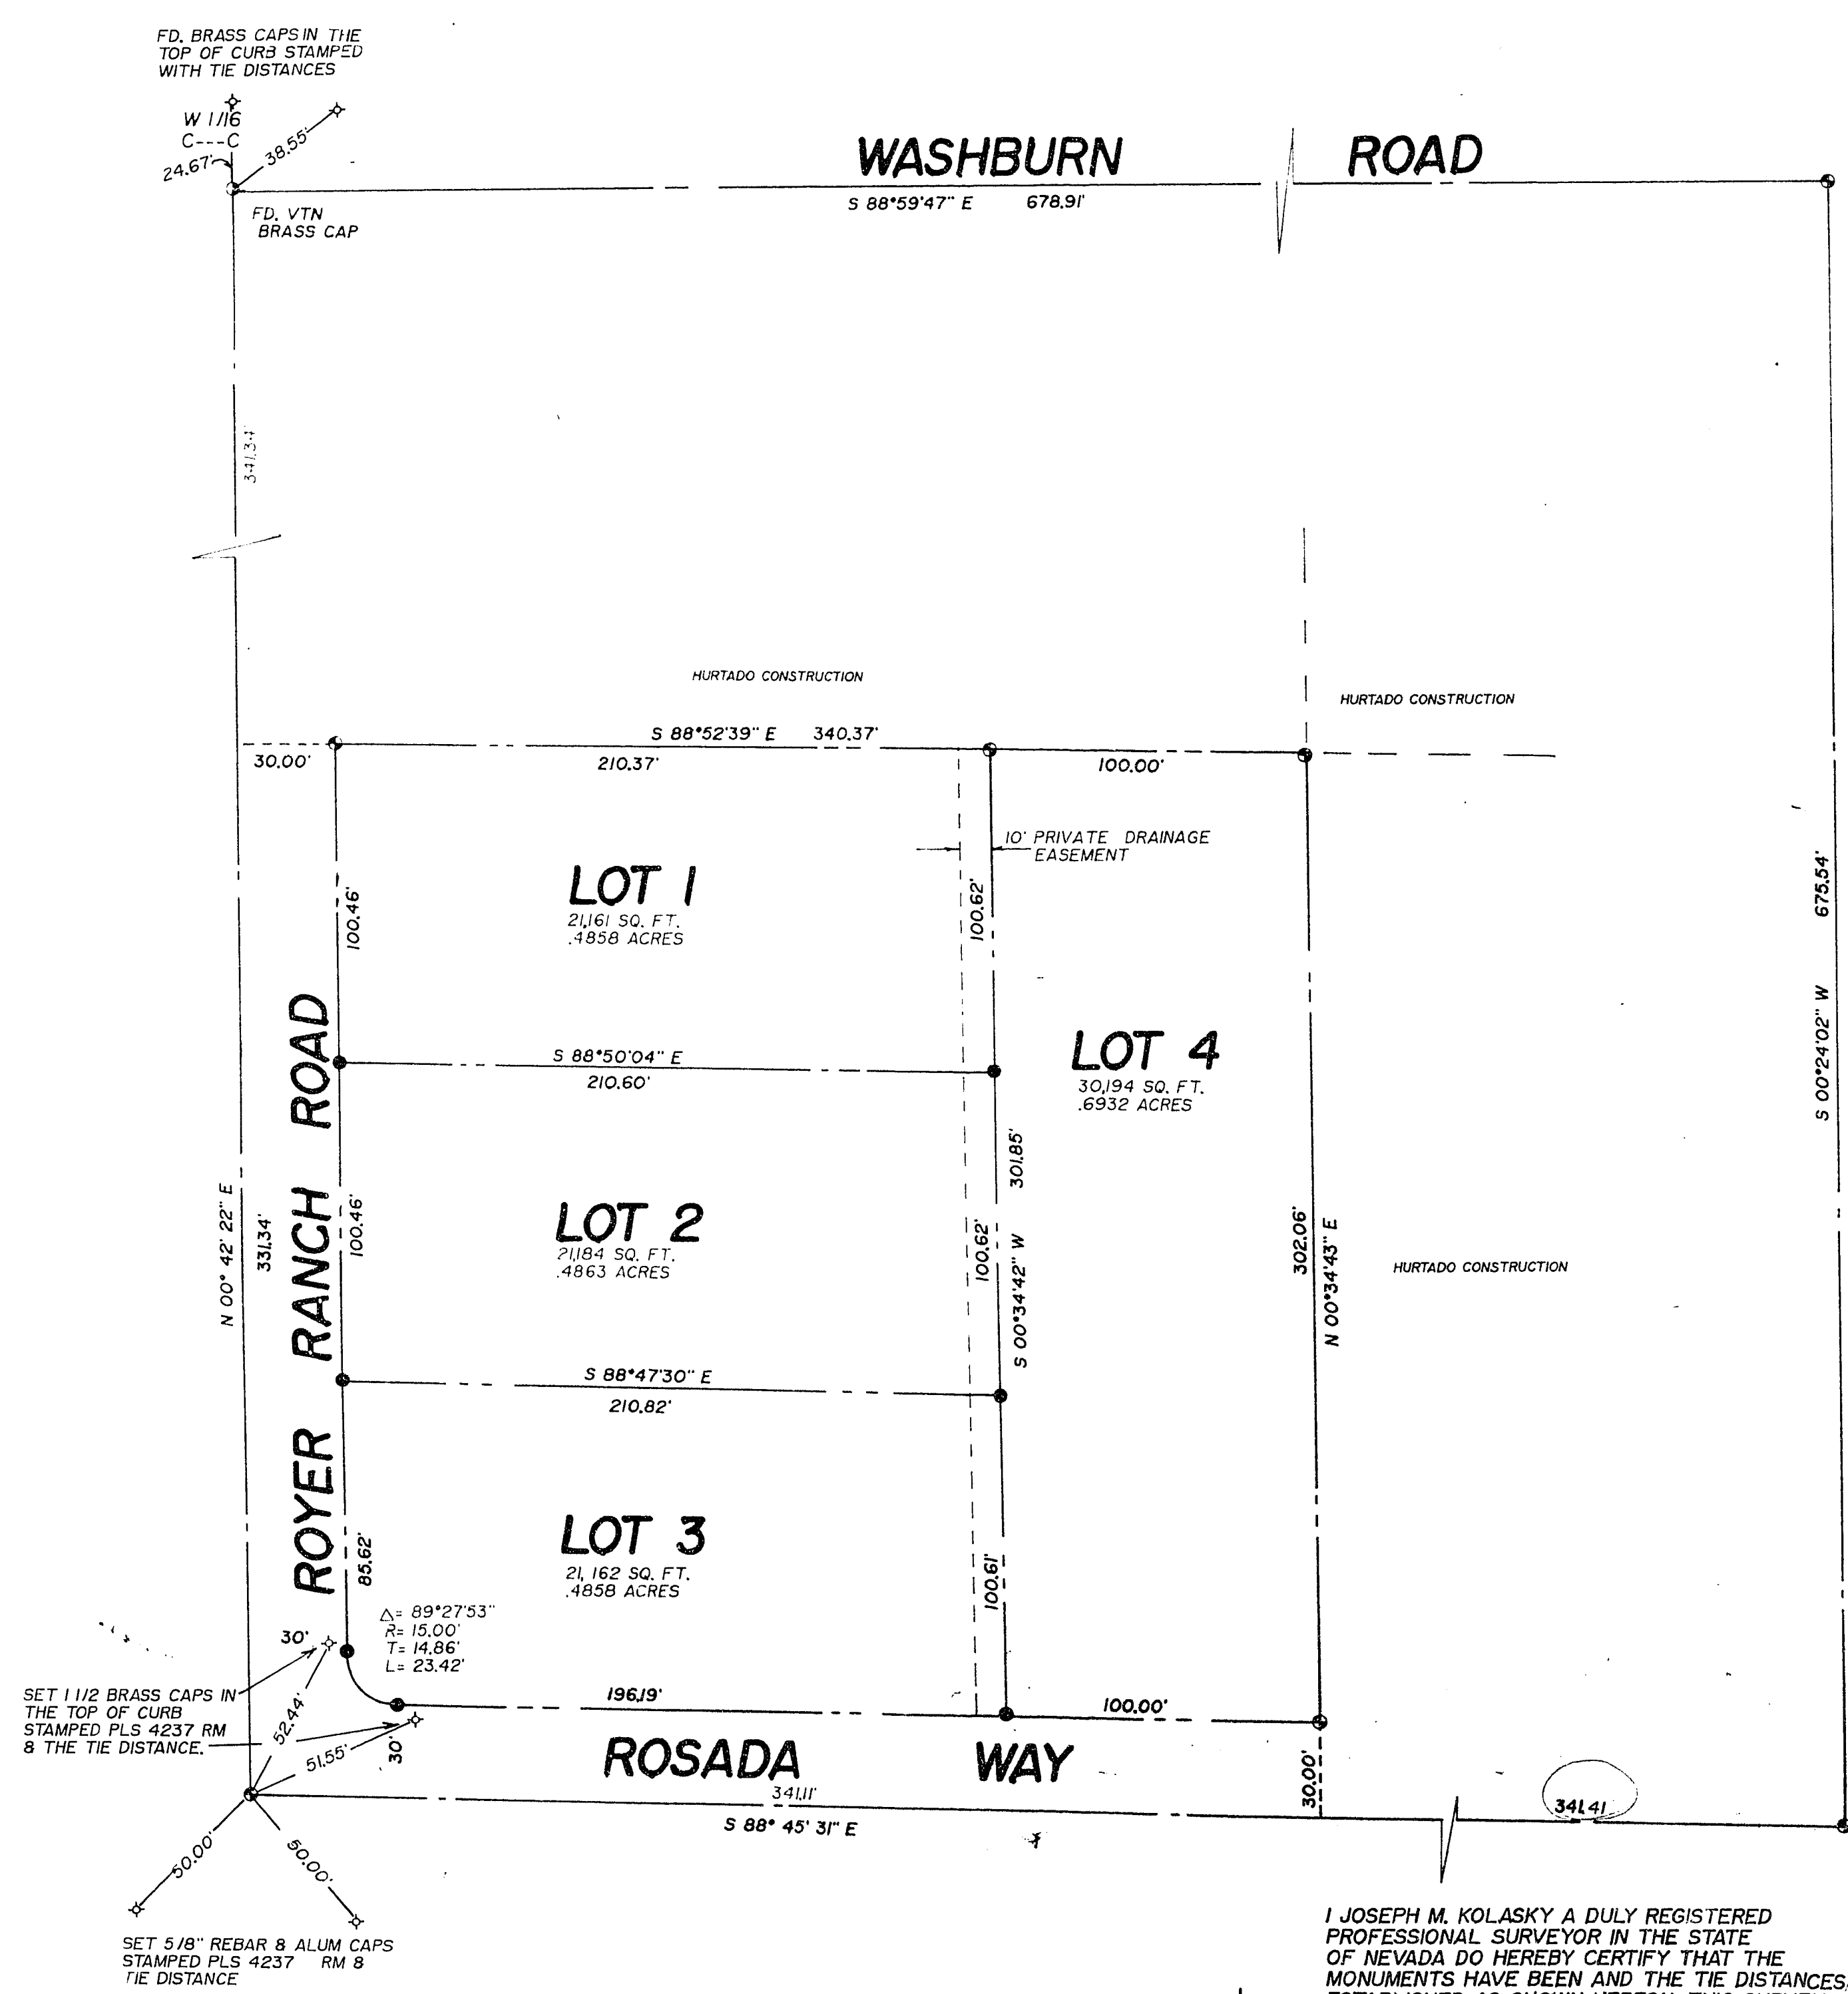 FD. BRASS CAPS IN THE
TOP OF CURB STAMPED
WITH TIE DISTANCES
W 1/16
C---C
24.67'
38.55'
FD. VTN
BRASS CAP
WASHBURN ROAD
S 88°59'47" E 678.91'
341.34'
HURTADO CONSTRUCTION
HURTADO CONSTRUCTION
S 88°52'39" E 340.37'
30.00'
210.37'
100.00'
10' PRIVATE DRAINAGE
EASEMENT
LOT 1
21,161 SQ. FT.
.4858 ACRES
100.46'
100.62'
S 00°24'02" W 675.54'
S 88°50'04" E
210.60'
LOT 4
30,194 SQ. FT.
.6932 ACRES
ROYER RANCH ROAD
N 00° 42' 22" E
331.34'
100.46'
LOT 2
21,184 SQ. FT.
.4863 ACRES
100.62'
S 00°34'42" W 301.85'
302.06'
N 00°34'43" E
HURTADO CONSTRUCTION
S 88°47'30" E
210.82'
LOT 3
21, 162 SQ. FT.
.4858 ACRES
85.62'
100.61'
Δ= 89°27'53"
R= 15.00'
T= 14.86'
L= 23.42'
30'
SET 1 1/2 BRASS CAPS IN
THE TOP OF CURB
STAMPED PLS 4237 RM
& THE TIE DISTANCE.
52.44'
51.55'
30'
196.19'
100.00'
ROSADA WAY
30.00'
341.11'
S 88° 45' 31" E
341.41
50.00'
50.00'
SET 5/8" REBAR & ALUM CAPS
STAMPED PLS 4237 RM &
TIE DISTANCE
I JOSEPH M. KOLASKY A DULY REGISTERED
PROFESSIONAL SURVEYOR IN THE STATE
OF NEVADA DO HEREBY CERTIFY THAT THE
MONUMENTS HAVE BEEN AND THE TIE DISTANCES